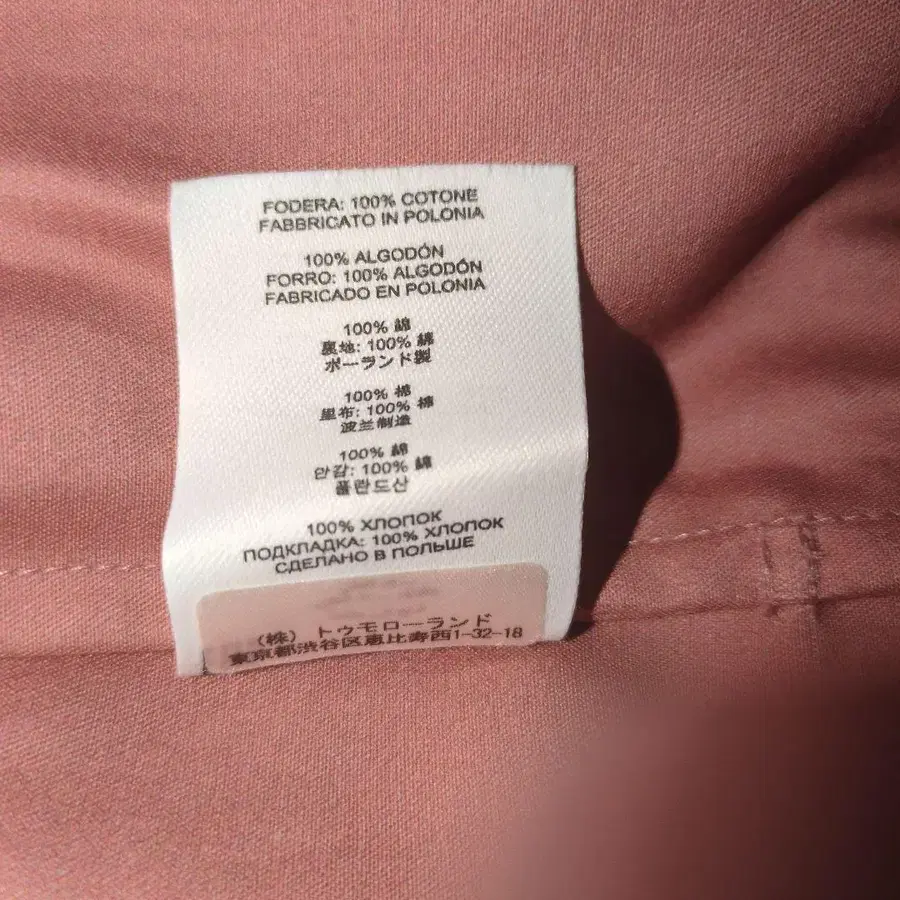 FODERA: 100% COTONE
FABBRICATO IN POLONIA
100% ALGODÓN
FORRO: 100% ALGODÓN
FABRICADO EN POLONIA
100% 綿
裏地: 100% 綿
ポーランド製
100% 棉
里布: 100% 棉
波兰制造
100% 綿
안감: 100% 綿
폴란드산
100% ХЛОПОК
ПОДКЛАДКА: 100% ХЛОПОК
СДЕЛАНО В ПОЛЬШЕ
(株) トゥモローランド
東京都渋谷区恵比寿西1-32-18